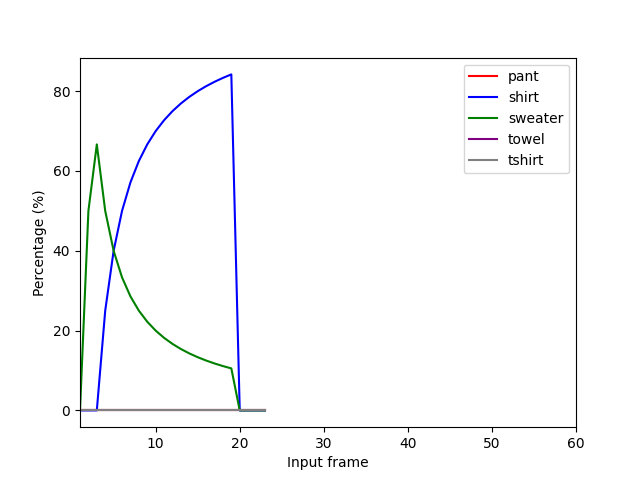 pant
shirt
sweater
towel
tshirt
80
60
40
20
0
Percentage (%)
10 20 30 40 50 60
Input frame